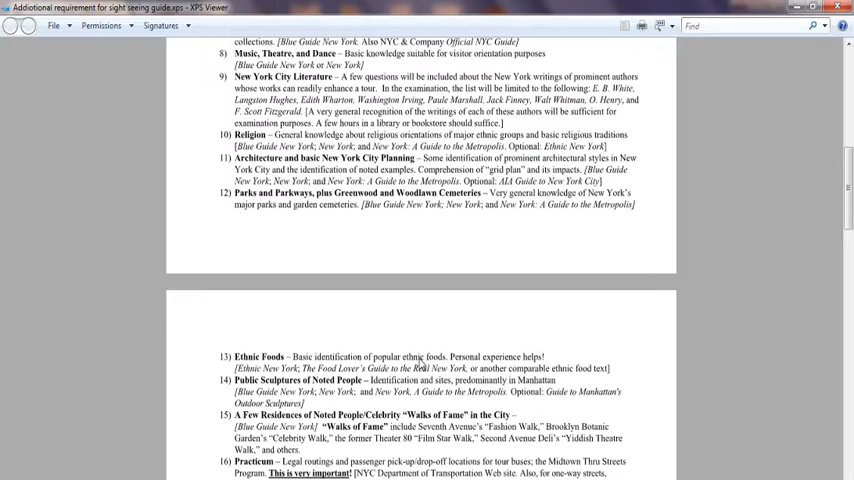 Addiotional requirement for sight seeing guide.xps - XPS Viewer
File Permissions Signatures Find
collections. [Blue Guide New York. Also NYC & Company Official NYC Guide]
8) Music, Theatre, and Dance – Basic knowledge suitable for visitor orientation purposes
[Blue Guide New York or New York]
9) New York City Literature – A few questions will be included about the New York writings of prominent authors
whose works can readily enhance a tour. In the examination, the list will be limited to the following: E. B. White,
Langston Hughes, Edith Wharton, Washington Irving, Paule Marshall, Jack Finney, Walt Whitman, O. Henry, and
F. Scott Fitzgerald. [A very general recognition of the writings of each of these authors will be sufficient for
examination purposes. A few hours in a library or bookstore should suffice.]
10) Religion – General knowledge about religious orientations of major ethnic groups and basic religious traditions
[Blue Guide New York; New York; and New York: A Guide to the Metropolis. Optional: Ethnic New York]
11) Architecture and basic New York City Planning – Some identification of prominent architectural styles in New
York City and the identification of noted examples. Comprehension of “grid plan” and its impacts. [Blue
Guide New York; New York; and New York: A Guide to the Metropolis. Optional: AIA Guide to New York City]
12) Parks and Parkways, plus Greenwood and Woodlawn Cemeteries – Very general knowledge of New York’s
major parks and garden cemeteries. [Blue Guide New York; New York; and New York: A Guide to the Metropolis]
13) Ethnic Foods – Basic identification of popular ethnic foods. Personal experience helps!
[Ethnic New York; The Food Lover’s Guide to the Real New York, or another comparable ethnic food text]
14) Public Sculptures of Noted People – Identification and sites, predominantly in Manhattan
[Blue Guide New York; New York; and New York, A Guide to the Metropolis. Optional: Guide to Manhattan’s
Outdoor Sculptures]
15) A Few Residences of Noted People/Celebrity “Walks of Fame” in the City –
[Blue Guide New York] “Walks of Fame” include Seventh Avenue’s “Fashion Walk,” Brooklyn Botanic
Garden’s “Celebrity Walk,” the former Theater 80 “Film Star Walk,” Second Avenue Deli’s “Yiddish Theatre
Walk,” and others.
16) Practicum – Legal routings and passenger pick-up/drop-off locations for tour buses; the Midtown Thru Streets
Program. This is very important! [NYC Department of Transportation Web site. Also, for one-way streets,